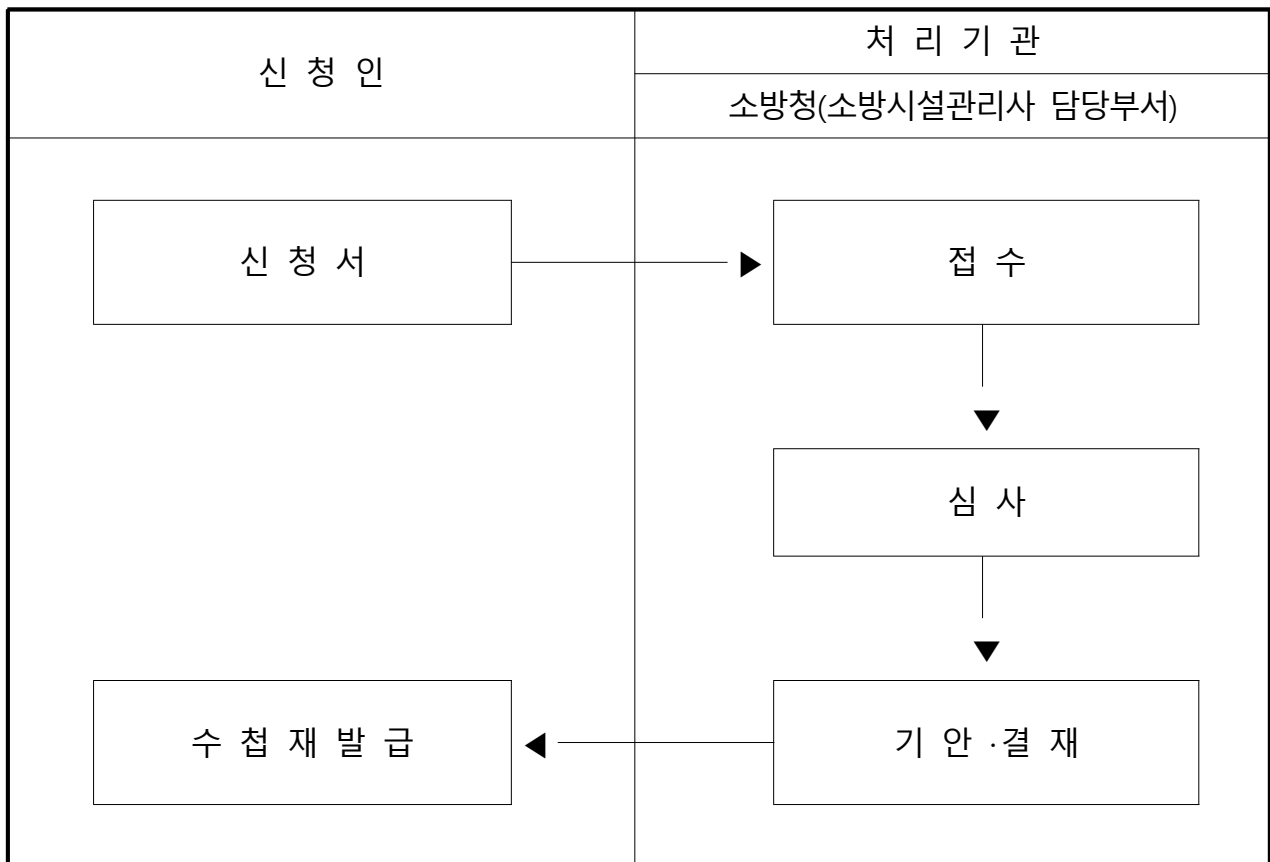 신 청 인
처 리 기 관
소방청(소방시설관리사 담당부서)
신 청 서
접 수
심 사
수 첩 재 발 급
기 안 ·결 재